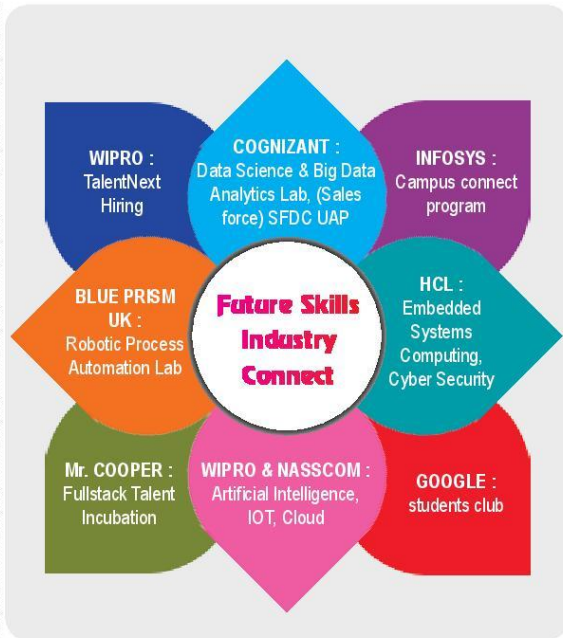 WIPRO :
TalentNext
Hiring
COGNIZANT :
Data Science & Big Data
Analytics Lab, (Sales
force) SFDC UAP
INFOSYS :
Campus connect
program
BLUE PRISM
UK :
Robotic Process
Automation Lab
Future Skills
Industry
Connect
HCL :
Embedded
Systems
Computing,
Cyber Security
Mr. COOPER :
Fullstack Talent
Incubation
WIPRO & NASSCOM :
Artificial Intelligence,
IOT, Cloud
GOOGLE :
students club